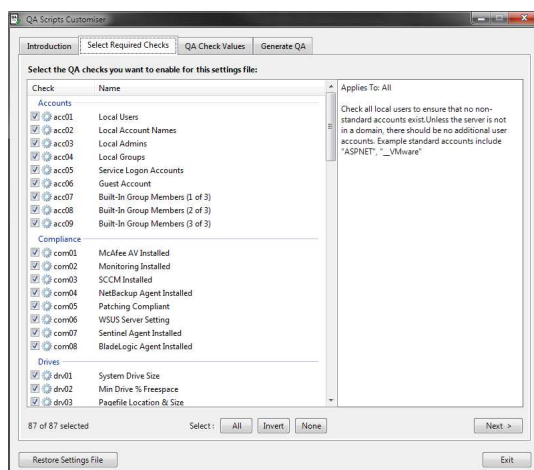 QA Scripts Customiser
Introduction
Select Required Checks
QA Check Values
Generate QA
Select the QA checks you want to enable for this settings file:
Check Name
Accounts
acc01 Local Users
acc02 Local Account Names
acc03 Local Admins
acc04 Local Groups
acc05 Service Logon Accounts
acc06 Guest Account
acc07 Built-In Group Members (1 of 3)
acc08 Built-In Group Members (2 of 3)
acc09 Built-In Group Members (3 of 3)
Compliance
com01 McAfee AV Installed
com02 Monitoring Installed
com03 SCCM Installed
com04 NetBackup Agent Installed
com05 Patching Compliant
com06 WSUS Server Setting
com07 Sentinel Agent Installed
com08 BladeLogic Agent Installed
Drives
drv01 System Drive Size
drv02 Min Drive % Freespace
drv03 Pagefile Location & Size
Applies To: All
Check all local users to ensure that no non-
standard accounts exist.Unless the server is not
in a domain, there should be no additional user
accounts. Example standard accounts include
"ASPNET", "__VMware"
87 of 87 selected
Select :
All
Invert
None
Next >
Restore Settings File
Exit